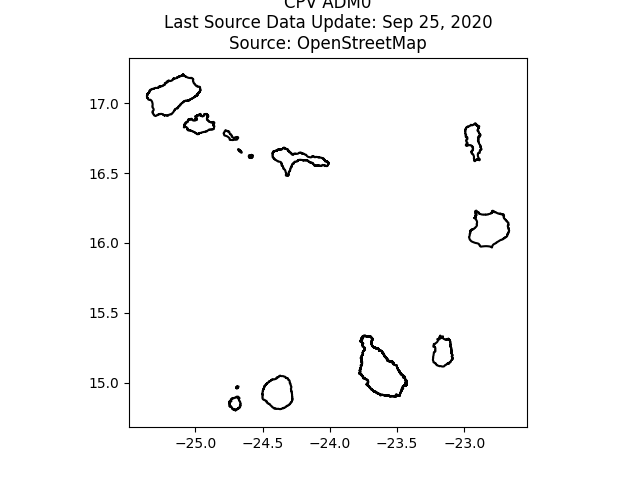 CPV ADM0
Last Source Data Update: Sep 25, 2020
Source: OpenStreetMap
17.0
16.5
16.0
15.5
15.0
−25.0 −24.5 −24.0 −23.5 −23.0